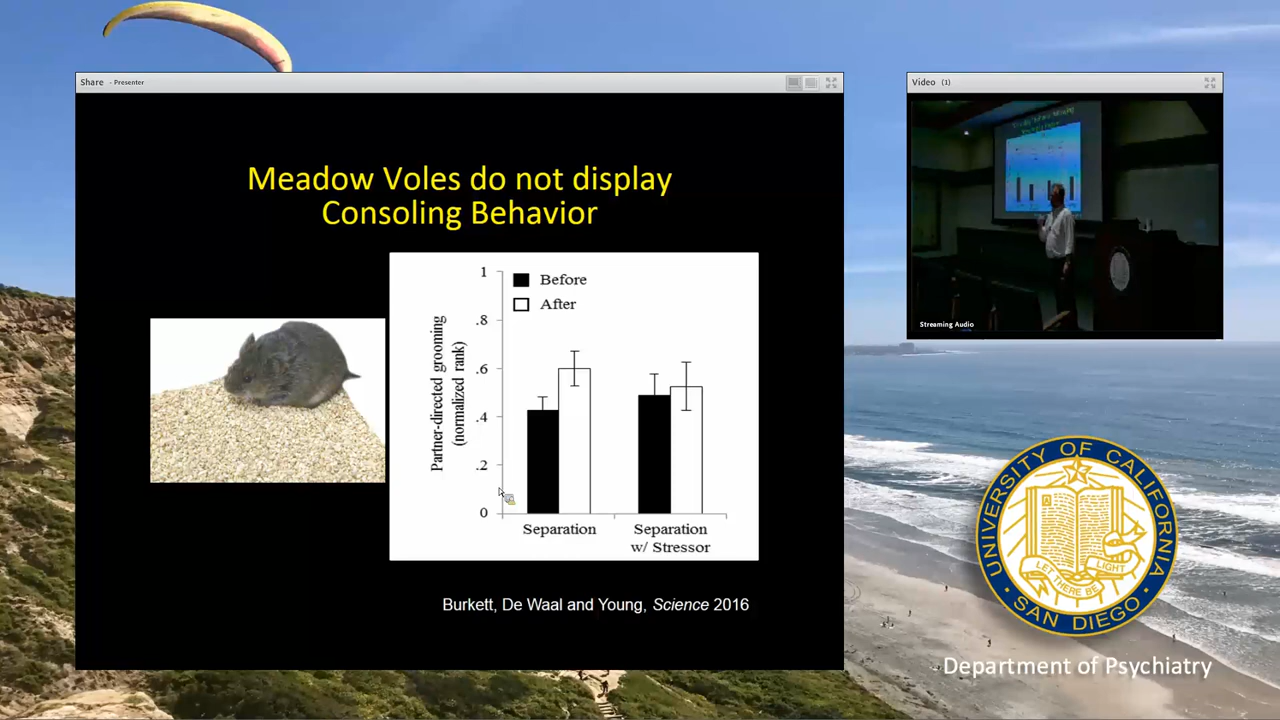 Share - Presenter
Video (1)
Meadow Voles do not display
Consoling Behavior
1
.8
.6
.4
.2
0
Before
After
Partner-directed grooming
(normalized rank)
Separation
Separation
w/ Stressor
Burkett, De Waal and Young, Science 2016
Streaming Audio
UNIVERSITY OF CALIFORNIA
SAN DIEGO
LET THERE BE LIGHT
A
Department of Psychiatry